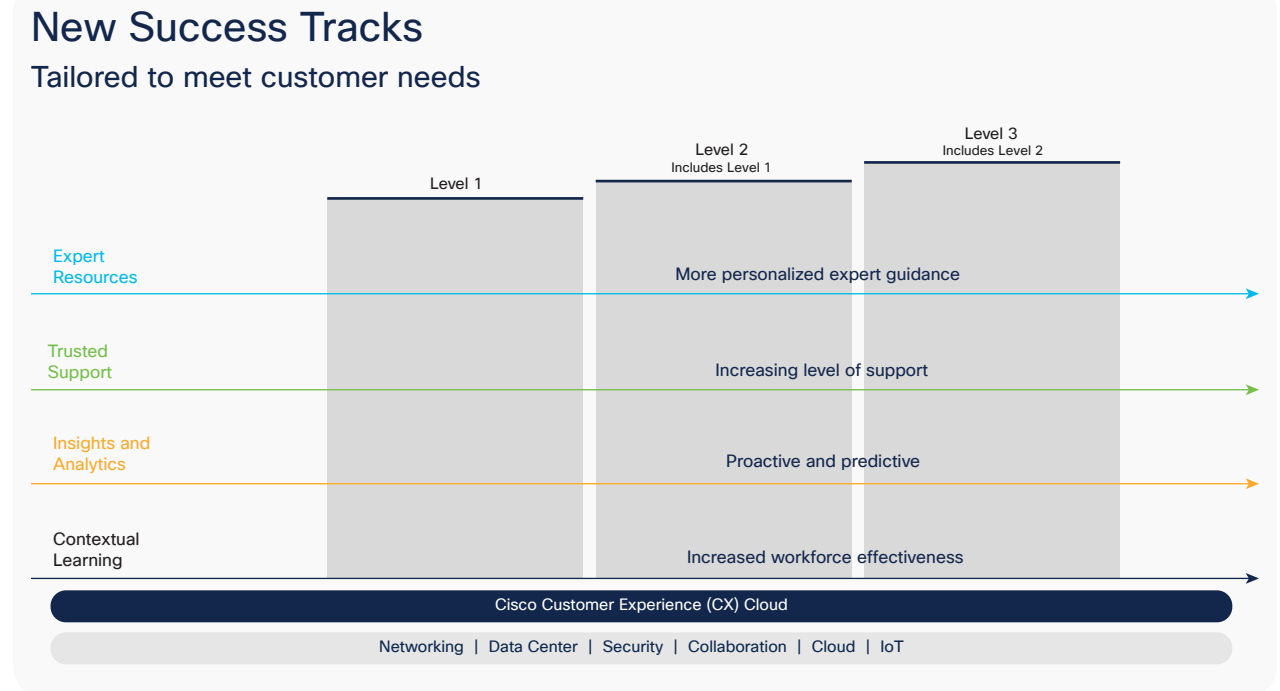 New Success Tracks
Tailored to meet customer needs
Level 1
Level 2
Includes Level 1
Level 3
Includes Level 2
Expert
Resources
More personalized expert guidance
Trusted
Support
Increasing level of support
Insights and
Analytics
Proactive and predictive
Contextual
Learning
Increased workforce effectiveness
Cisco Customer Experience (CX) Cloud
Networking | Data Center | Security | Collaboration | Cloud | IoT